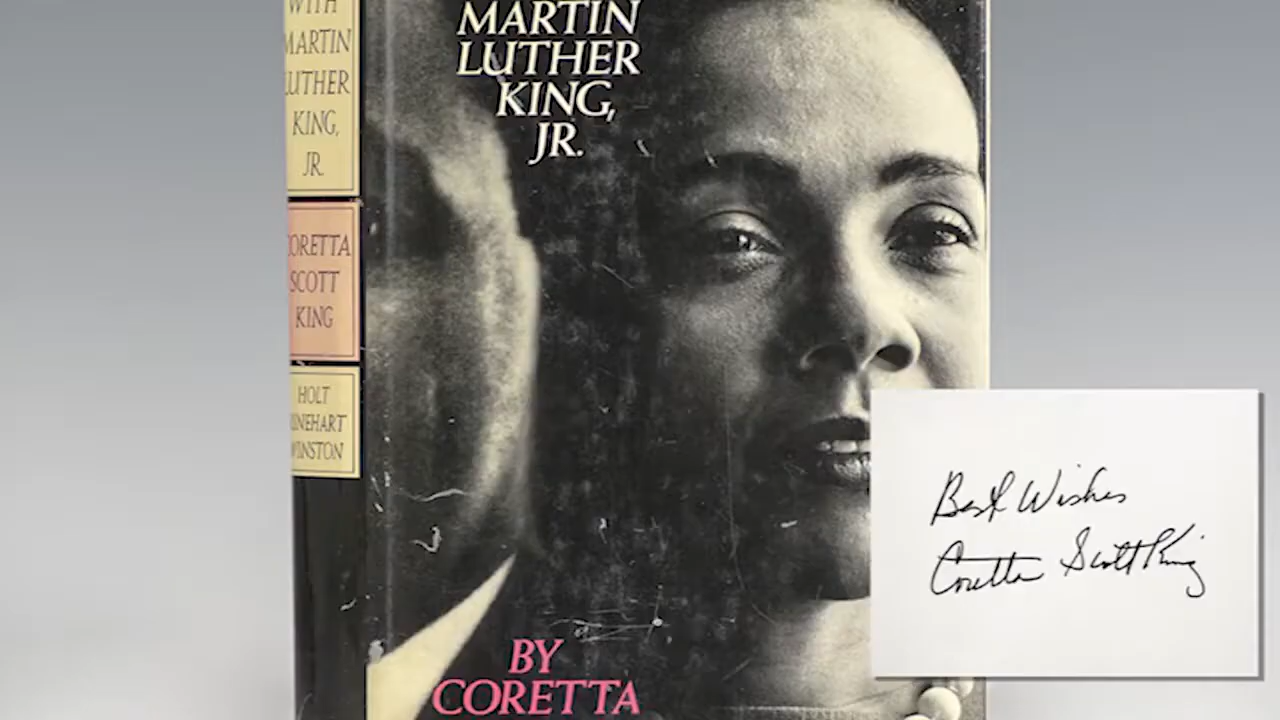 WITH
MARTIN
LUTHER
KING,
JR.
CORETTA
SCOTT
KING
HOLT
RINEHART
WINSTON
MARTIN
LUTHER
KING,
JR.
BY
CORETTA
Best Wishes
Coretta Scott King